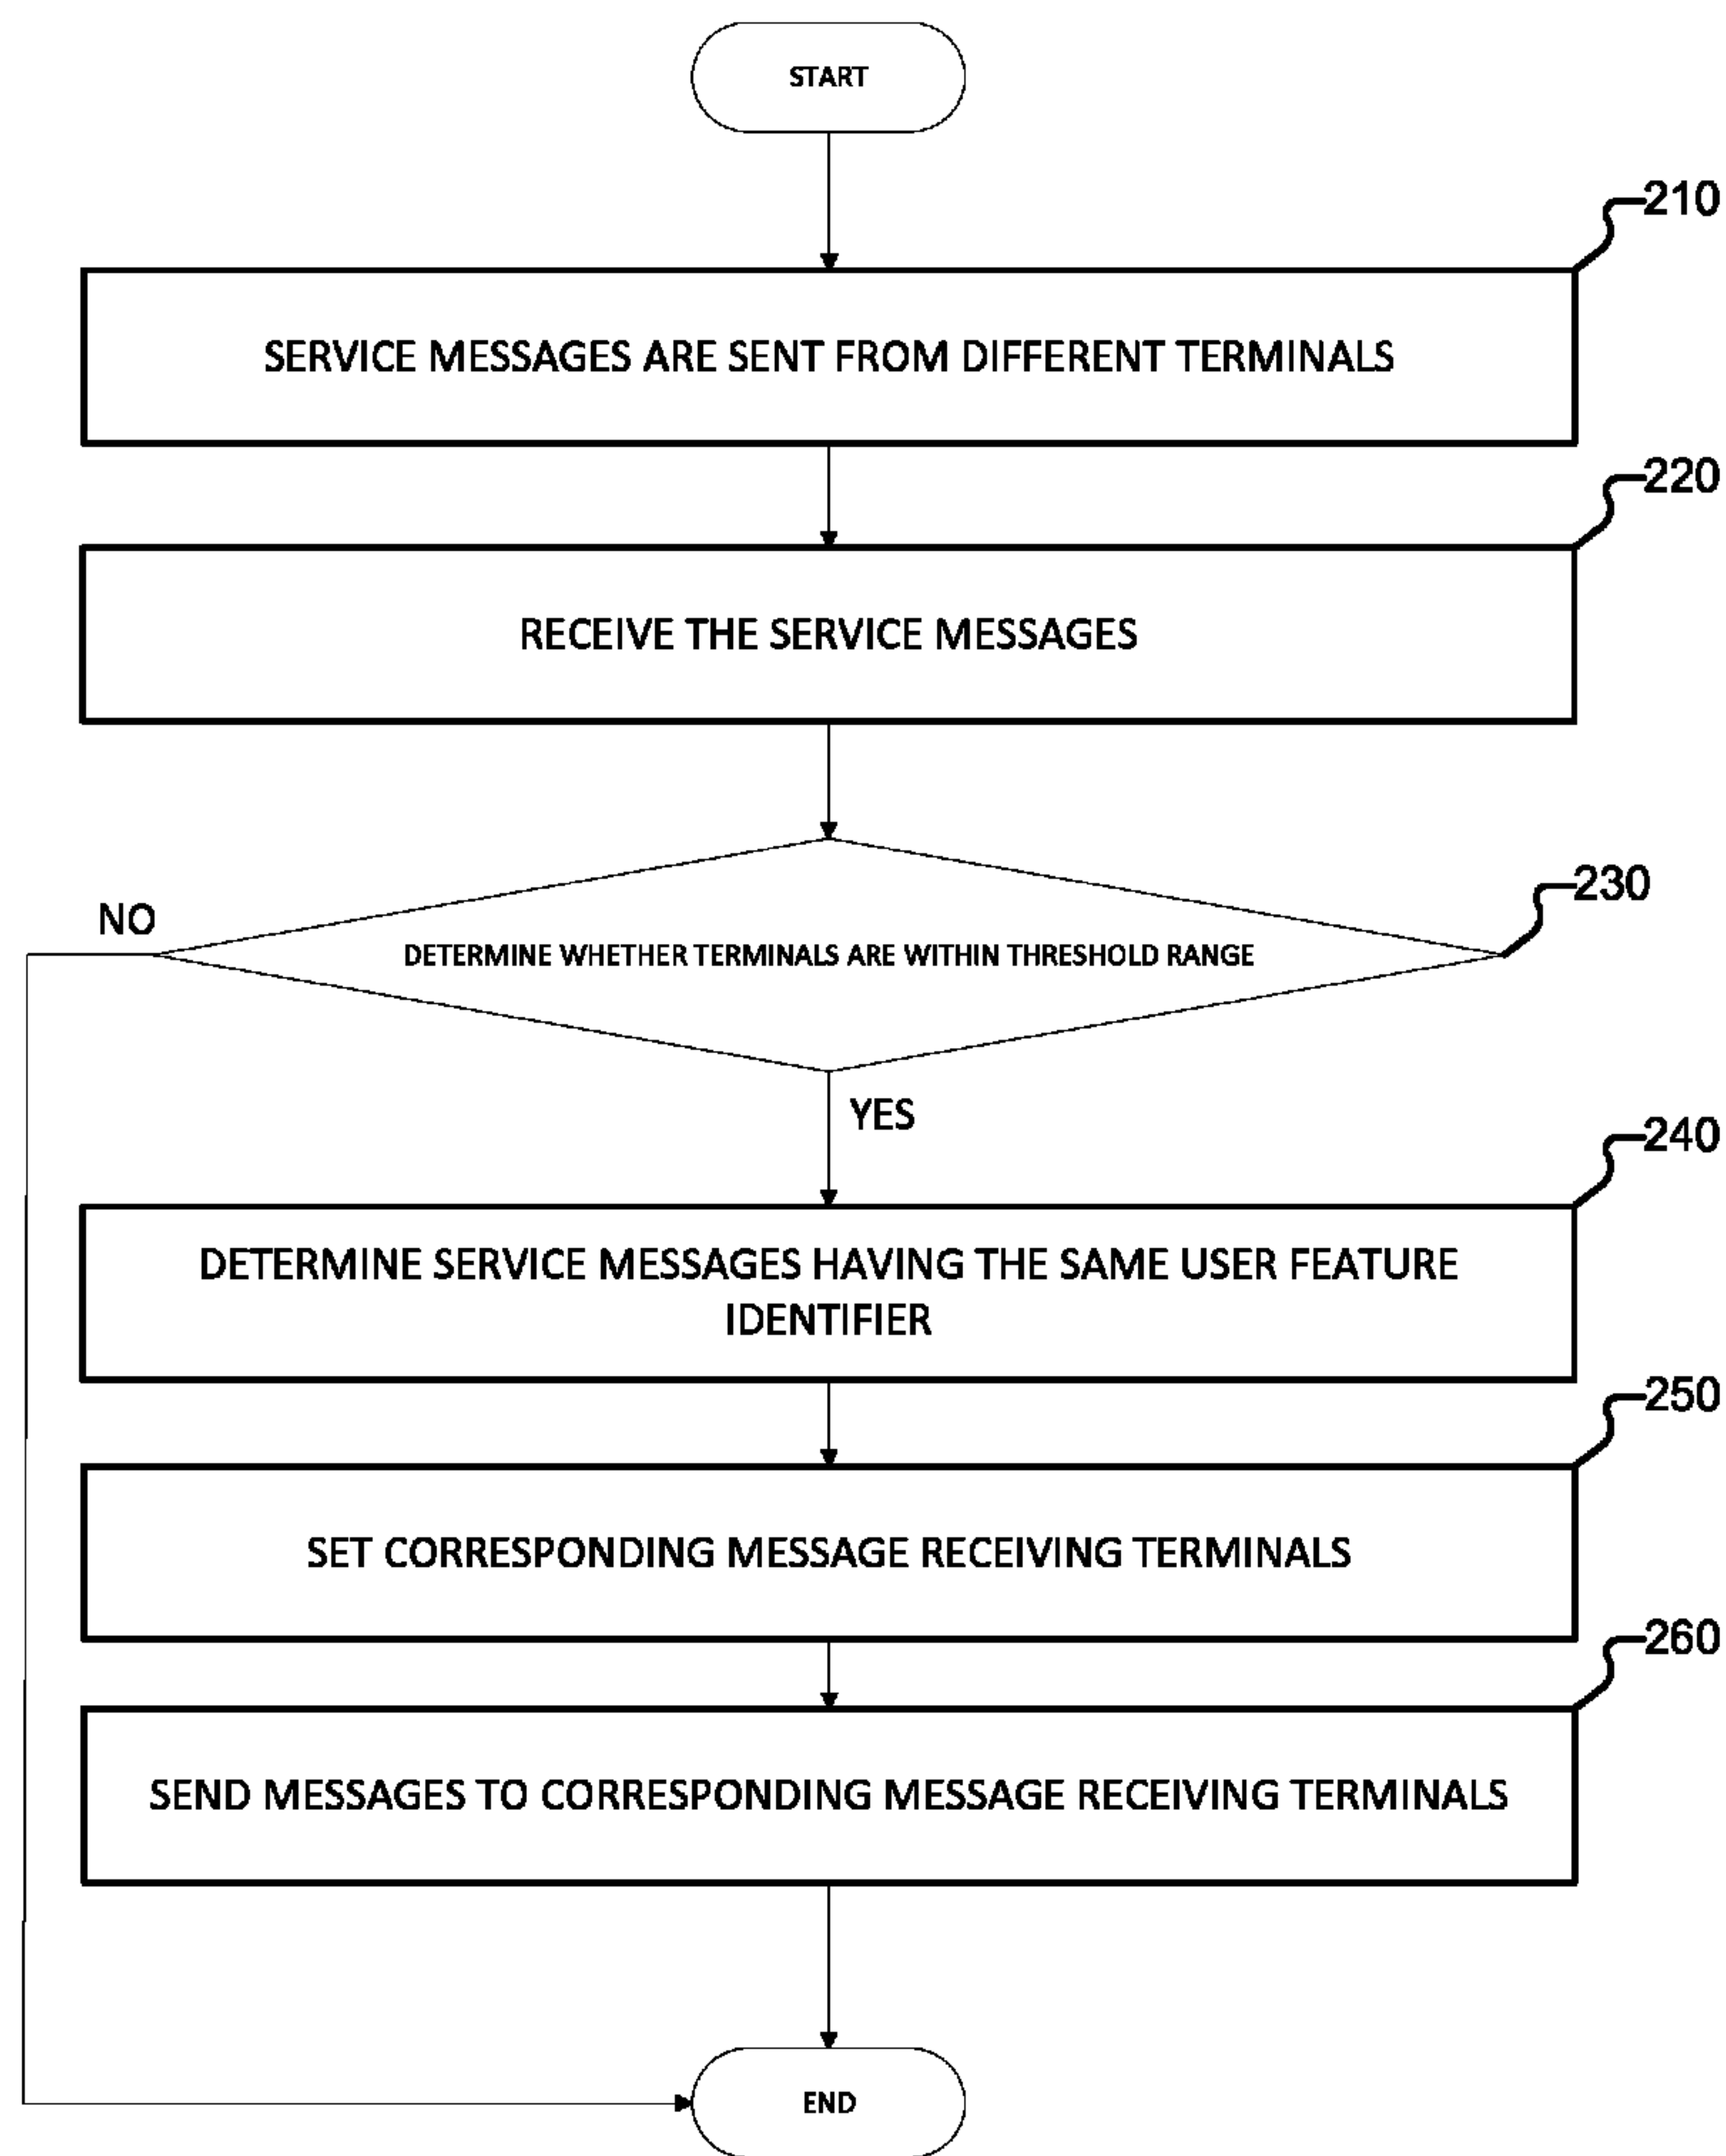 START
210
SERVICE MESSAGES ARE SENT FROM DIFFERENT TERMINALS
220
RECEIVE THE SERVICE MESSAGES
230
NO
DETERMINE WHETHER TERMINALS ARE WITHIN THRESHOLD RANGE
YES
240
DETERMINE SERVICE MESSAGES HAVING THE SAME USER FEATURE
IDENTIFIER
250
SET CORRESPONDING MESSAGE RECEIVING TERMINALS
260
SEND MESSAGES TO CORRESPONDING MESSAGE RECEIVING TERMINALS
END